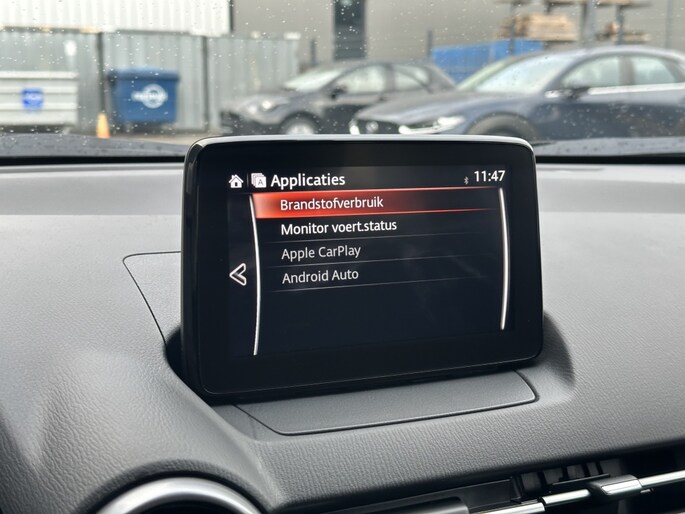 Applicaties 11:47
Brandstofverbruik
Monitor voert.status
Apple CarPlay
Android Auto